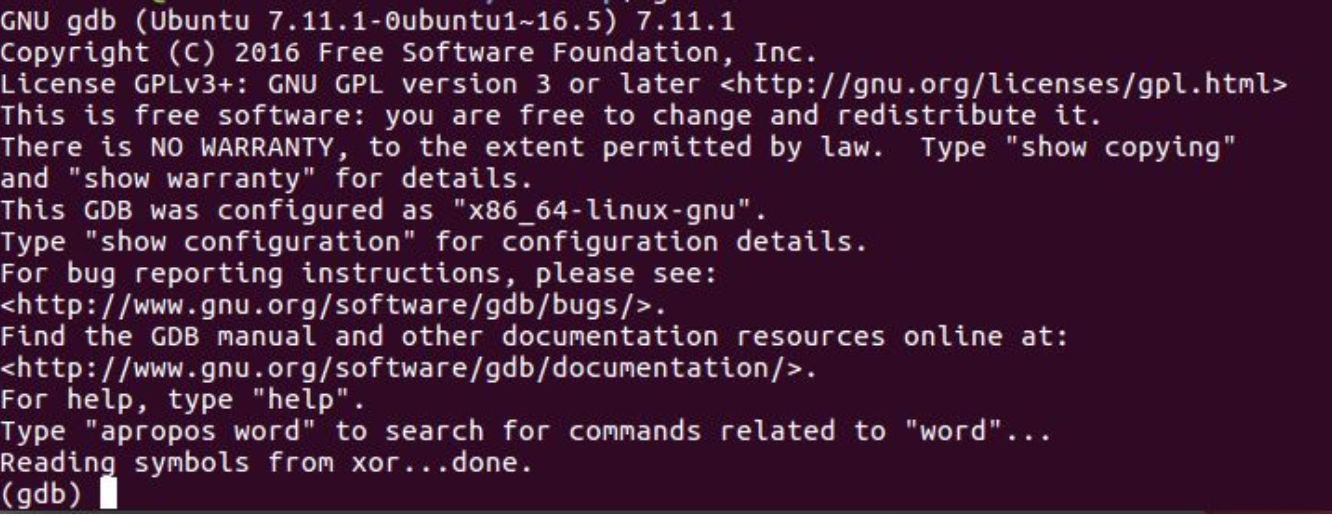 GNU gdb (Ubuntu 7.11.1-0ubuntu1~16.5) 7.11.1
Copyright (C) 2016 Free Software Foundation, Inc.
License GPLv3+: GNU GPL version 3 or later <http://gnu.org/licenses/gpl.html>
This is free software: you are free to change and redistribute it.
There is NO WARRANTY, to the extent permitted by law.  Type "show copying"
and "show warranty" for details.
This GDB was configured as "x86_64-linux-gnu".
Type "show configuration" for configuration details.
For bug reporting instructions, please see:
<http://www.gnu.org/software/gdb/bugs/>.
Find the GDB manual and other documentation resources online at:
<http://www.gnu.org/software/gdb/documentation/>.
For help, type "help".
Type "apropos word" to search for commands related to "word"...
Reading symbols from xor...done.
(gdb)